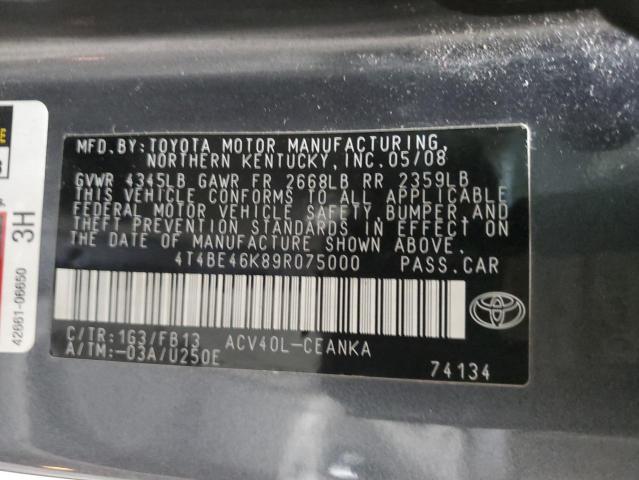 MFD.BY:TOYOTA MOTOR MANUFACTURING,
NORTHERN KENTUCKY,INC.05/08
GVWR 4345LB GAWR FR 2668LB RR 2359LB
THIS VEHICLE CONFORMS TO ALL APPLICABLE
FEDERAL MOTOR VEHICLE SAFETY, BUMPER,AND
THEFT PREVENTION STANDARDS IN EFFECT ON
THE DATE OF MANUFACTURE SHOWN ABOVE.
4T4BE46K89R075000 PASS.CAR
C/TR:1G3/FB13 ACV40L-CEANKA
A/TM:-03A/U250E
74134
TOYOTA
42661-06650
3H